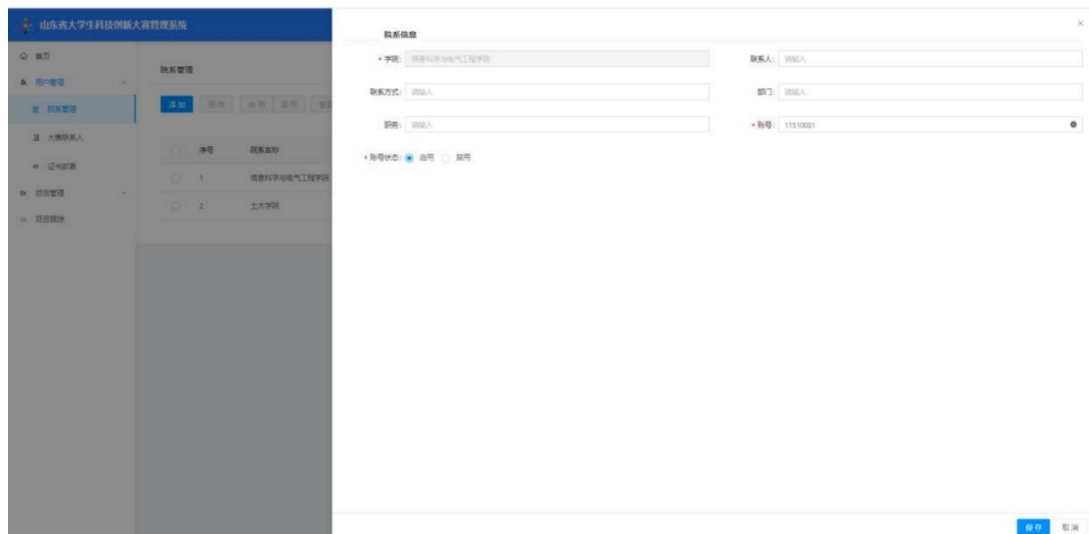 山东省大学生科技创新大赛管理系统
首页
用户管理
院系管理
大赛联系人
证书部署
项目管理
院系管理
添加
启用 禁用
序号 院系名称
1 信息科学与电气工程学院
2 土木学院
院系信息
* 学院: 信息科学与电气工程学院
联系人: 请输入
联系方式: 请输入
部门: 请输入
职务: 请输入
* 账号: 11510001
* 账号状态: 启用 禁用
保存 取消